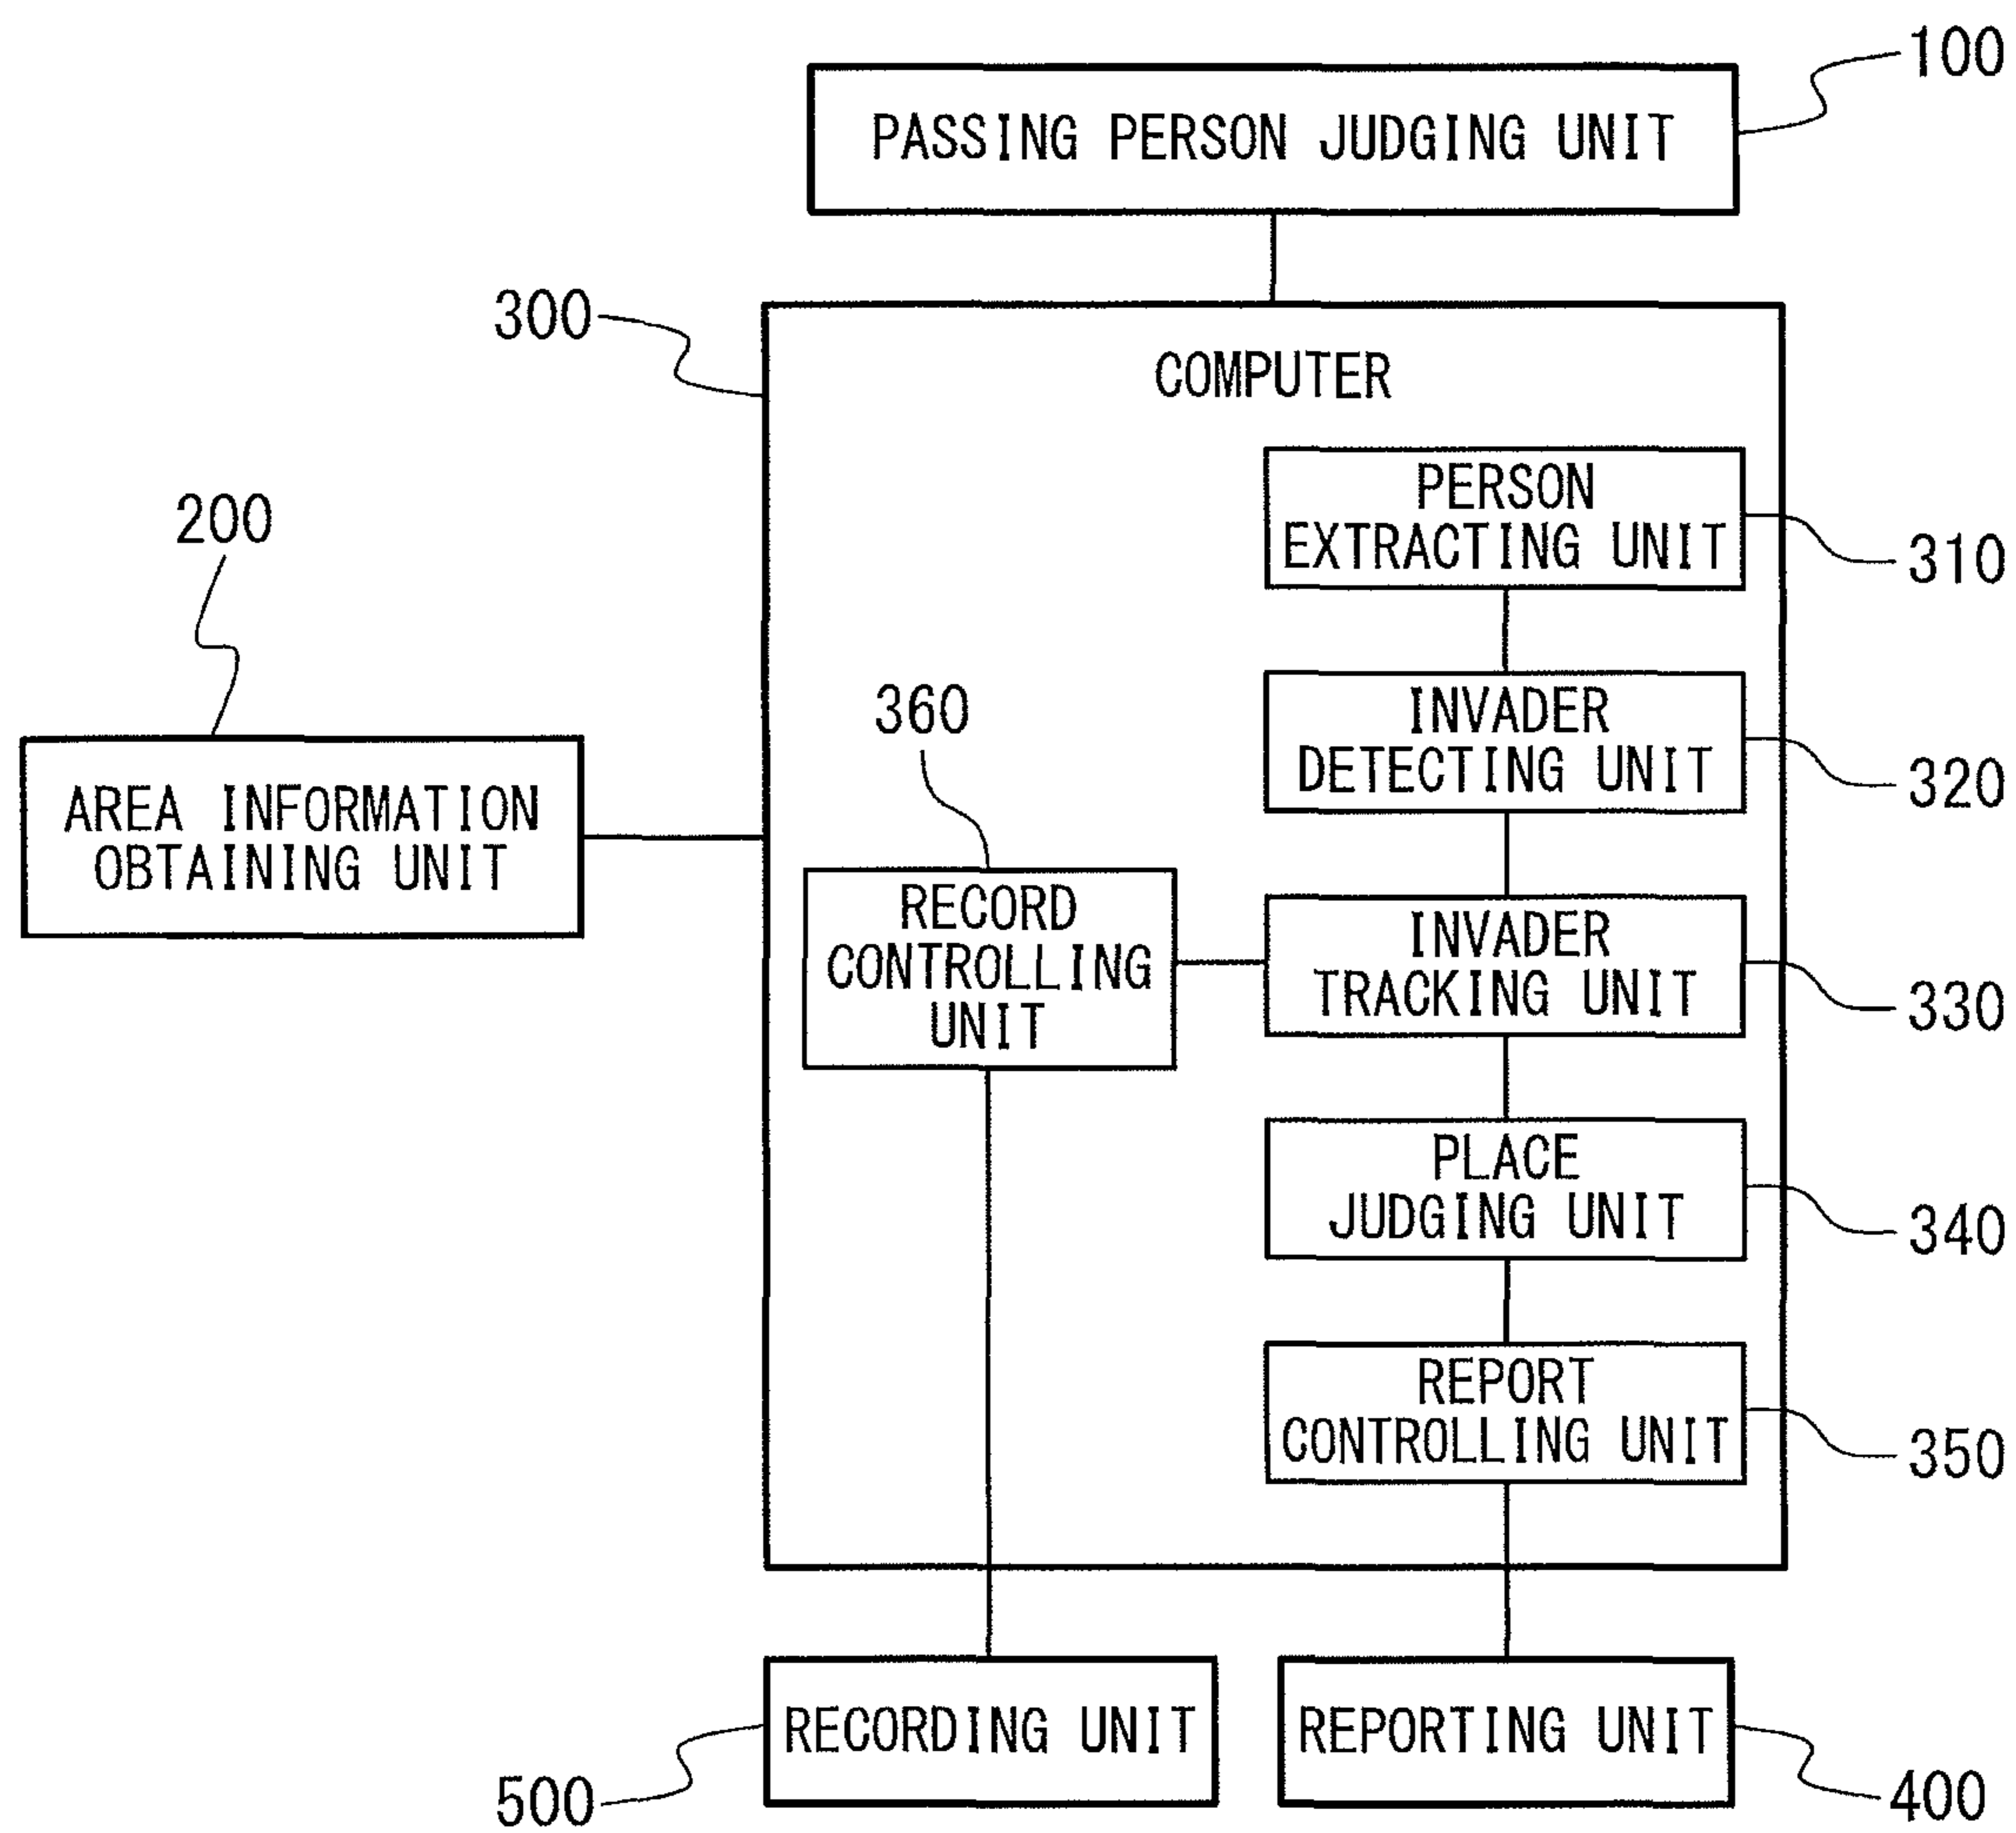 100
PASSING PERSON JUDGING UNIT
300
COMPUTER
PERSON
EXTRACTING UNIT
310
200
INVADER
DETECTING UNIT
320
360
AREA INFORMATION
OBTAINING UNIT
RECORD
CONTROLLING
UNIT
INVADER
TRACKING UNIT
330
PLACE
JUDGING UNIT
340
REPORT
CONTROLLING UNIT
350
RECORDING UNIT
500
REPORTING UNIT
400